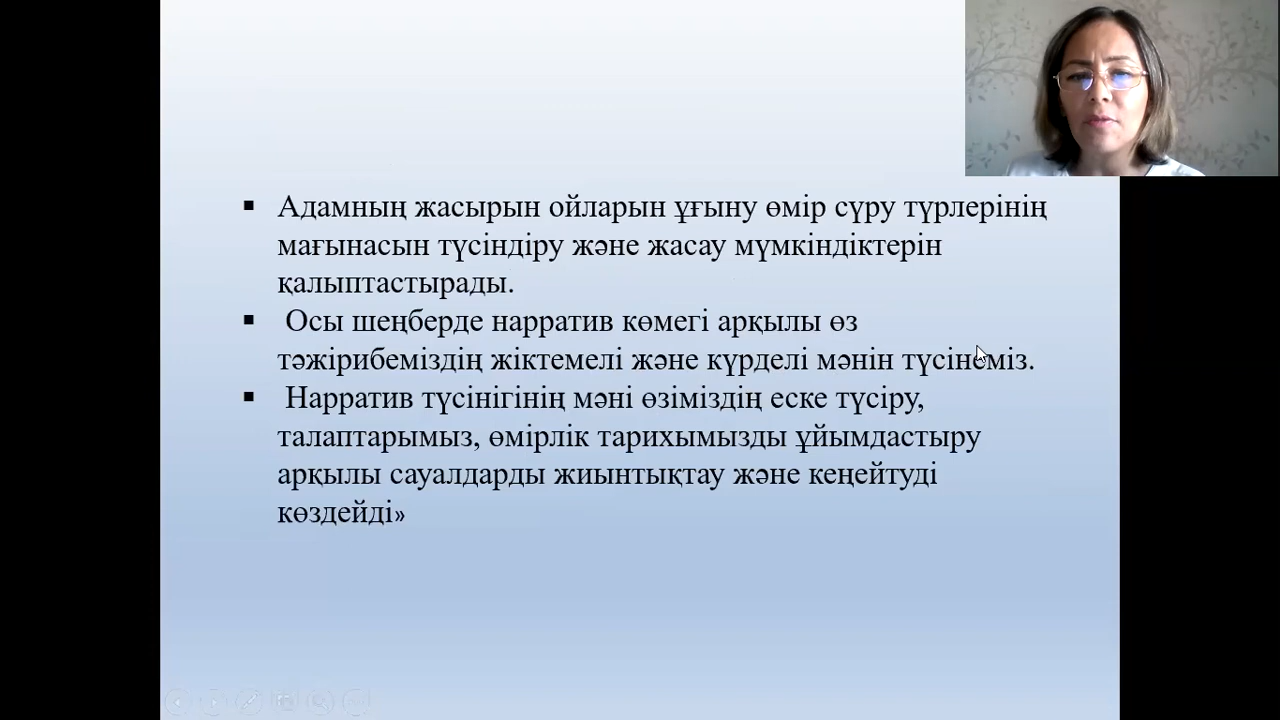 ▪ Адамның жасырын ойларын ұғыну өмір сүру түрлерінің
мағынасын түсіндіру және жасау мүмкіндіктерін
қалыптастырады.
▪ Осы шеңберде нарратив көмегі арқылы өз
тәжірибеміздің жіктемелі және күрделі мәнін түсінеміз.
▪ Нарратив түсінігінің мәні өзіміздің еске түсіру,
талаптарымыз, өмірлік тарихымызды ұйымдастыру
арқылы сауалдарды жиынтықтау және кеңейтуді
көздейді»